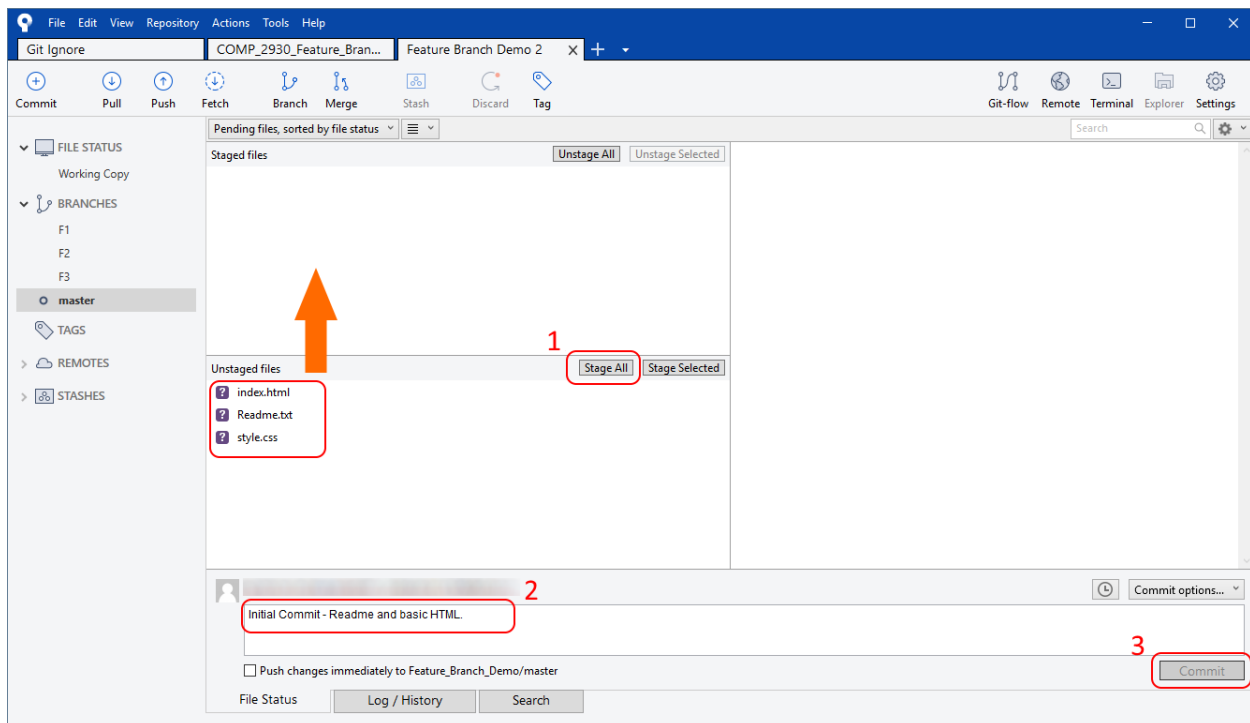 File Edit View Repository Actions Tools Help
Git Ignore COMP_2930_Feature_Bran... Feature Branch Demo 2
Commit Pull Push Fetch Branch Merge Stash Discard Tag Git-flow Remote Terminal Explorer Settings
Pending files, sorted by file status Search
FILE STATUS
Working Copy
BRANCHES
F1
F2
F3
master
TAGS
REMOTES
STASHES
Staged files Unstage All Unstage Selected
1
Unstaged files Stage All Stage Selected
index.html
Readme.txt
style.css
2
Initial Commit - Readme and basic HTML.
Commit options...
Push changes immediately to Feature_Branch_Demo/master
3
Commit
File Status Log / History Search